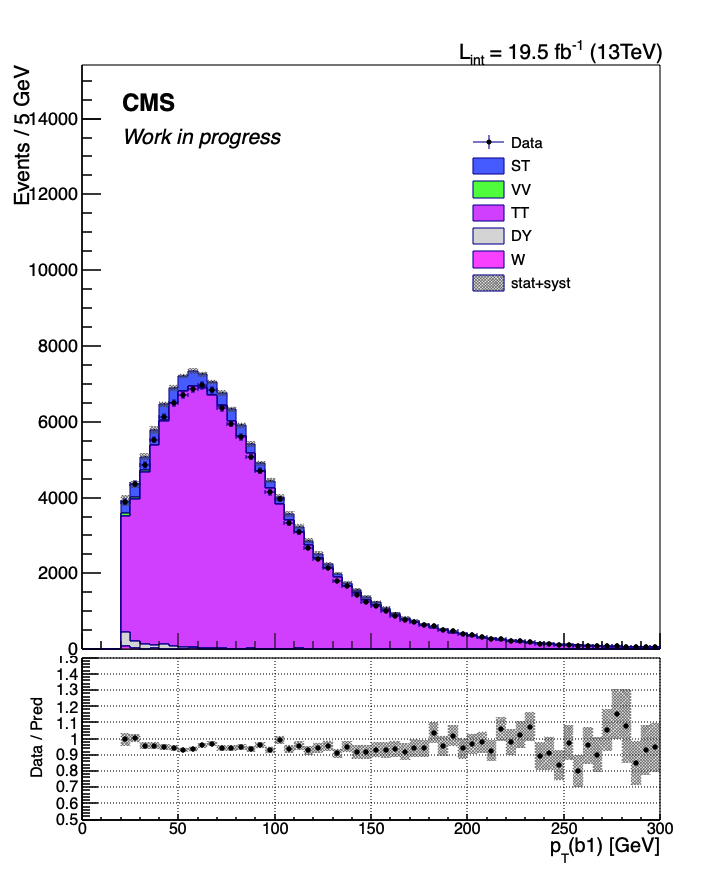 L_int = 19.5 fb^-1 (13TeV)
Events / 5 GeV
14000
12000
10000
8000
6000
4000
2000
0
CMS
Work in progress
Data
ST
VV
TT
DY
W
stat+syst
Data / Pred
1.5
1.4
1.3
1.2
1.1
1
0.9
0.8
0.7
0.6
0.5
0 50 100 150 200 250 300
p_T(b1) [GeV]